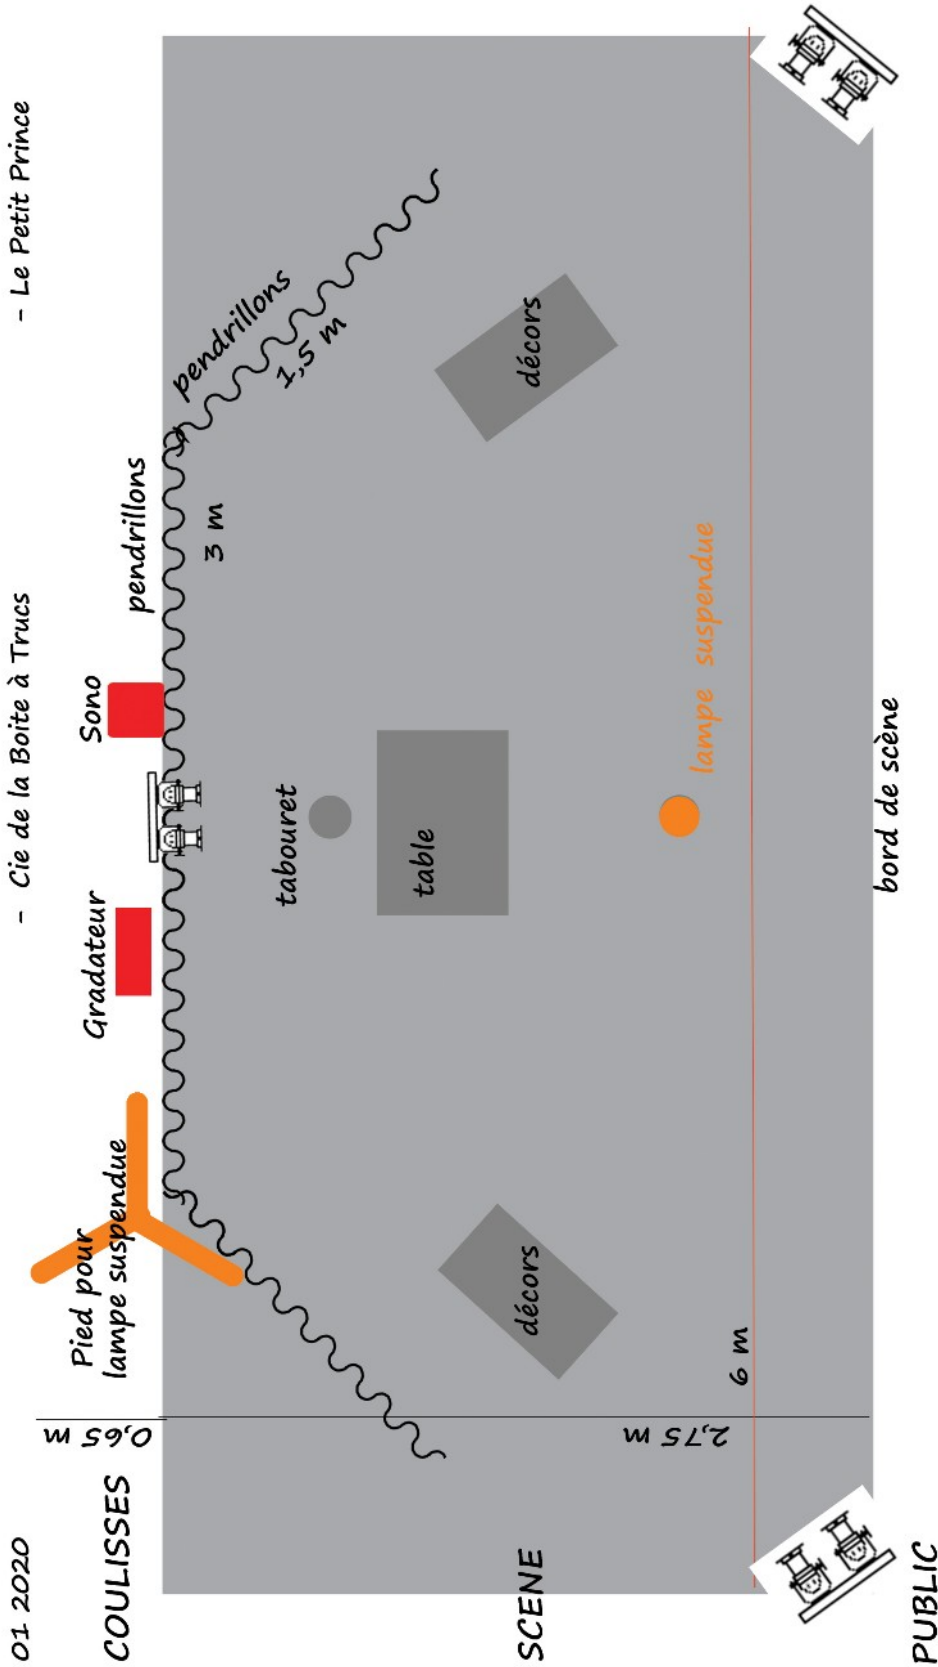 01 2020 - Cie de la Boite à Trucs - Le Petit Prince
COULISSES
0,65 m
Pied pour
lampe suspendue
Gradateur
Sono
pendrillons
3 m
pendrillons
1,5 m
tabouret
table
décors
décors
SCENE
lampe suspendue
2,75 m
6 m
bord de scène
PUBLIC